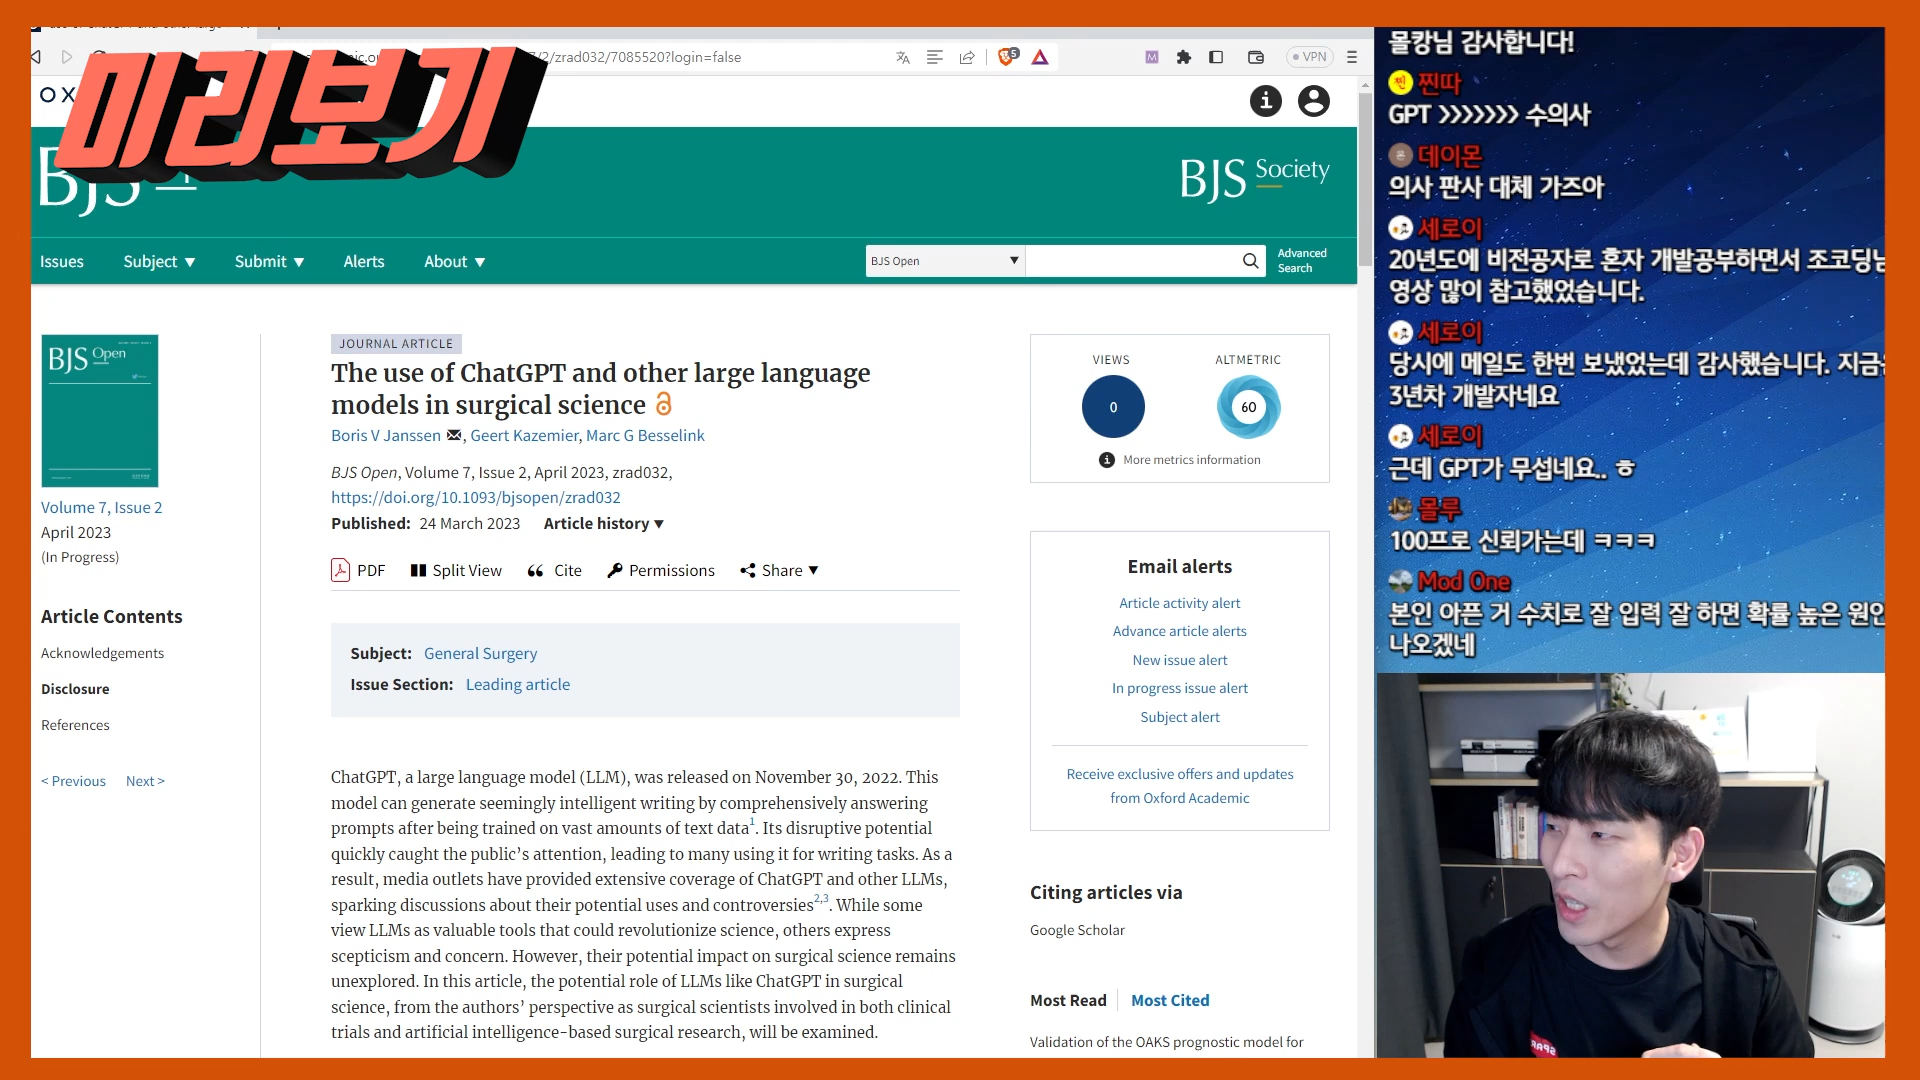 미리보기
/2/zrad032/7085520?login=false
VPN
OX
BJS
BJS Society
Issues
Subject ▼
Submit ▼
Alerts
About ▼
BJS Open ▼
Advanced
Search
BJS Open
Volume 7, Issue 2
April 2023
(In Progress)
Article Contents
Acknowledgements
Disclosure
References
< Previous
Next >
JOURNAL ARTICLE
The use of ChatGPT and other large language
models in surgical science
Boris V Janssen, Geert Kazemier, Marc G Besselink
BJS Open, Volume 7, Issue 2, April 2023, zrad032,
https://doi.org/10.1093/bjsopen/zrad032
Published: 24 March 2023 Article history ▼
PDF
Split View
Cite
Permissions
Share ▼
Subject: General Surgery
Issue Section: Leading article
ChatGPT, a large language model (LLM), was released on November 30, 2022. This
model can generate seemingly intelligent writing by comprehensively answering
prompts after being trained on vast amounts of text data1. Its disruptive potential
quickly caught the public’s attention, leading to many using it for writing tasks. As a
result, media outlets have provided extensive coverage of ChatGPT and other LLMs,
sparking discussions about their potential uses and controversies2,3. While some
view LLMs as valuable tools that could revolutionize science, others express
scepticism and concern. However, their potential impact on surgical science remains
unexplored. In this article, the potential role of LLMs like ChatGPT in surgical
science, from the authors’ perspective as surgical scientists involved in both clinical
trials and artificial intelligence-based surgical research, will be examined.
VIEWS
0
ALTMETRIC
60
More metrics information
Email alerts
Article activity alert
Advance article alerts
New issue alert
In progress issue alert
Subject alert
Receive exclusive offers and updates
from Oxford Academic
Citing articles via
Google Scholar
Most Read
Most Cited
Validation of the OAKS prognostic model for
몰캉님 감사합니다!
찐따
GPT >>>>>>> 수의사
데이몬
의사 판사 대체 가즈아
세로이
20년도에 비전공자로 혼자 개발공부하면서 조코딩님
영상 많이 참고했었습니다.
세로이
당시에 메일도 한번 보냈었는데 감사했습니다. 지금은
3년차 개발자네요
세로이
근데 GPT가 무섭네요.. ㅎ
몰루
100프로 신뢰가는데 ㅋㅋㅋ
Mod One
본인 아픈 거 수치로 잘 입력 잘 하면 확률 높은 원인
나오겠네